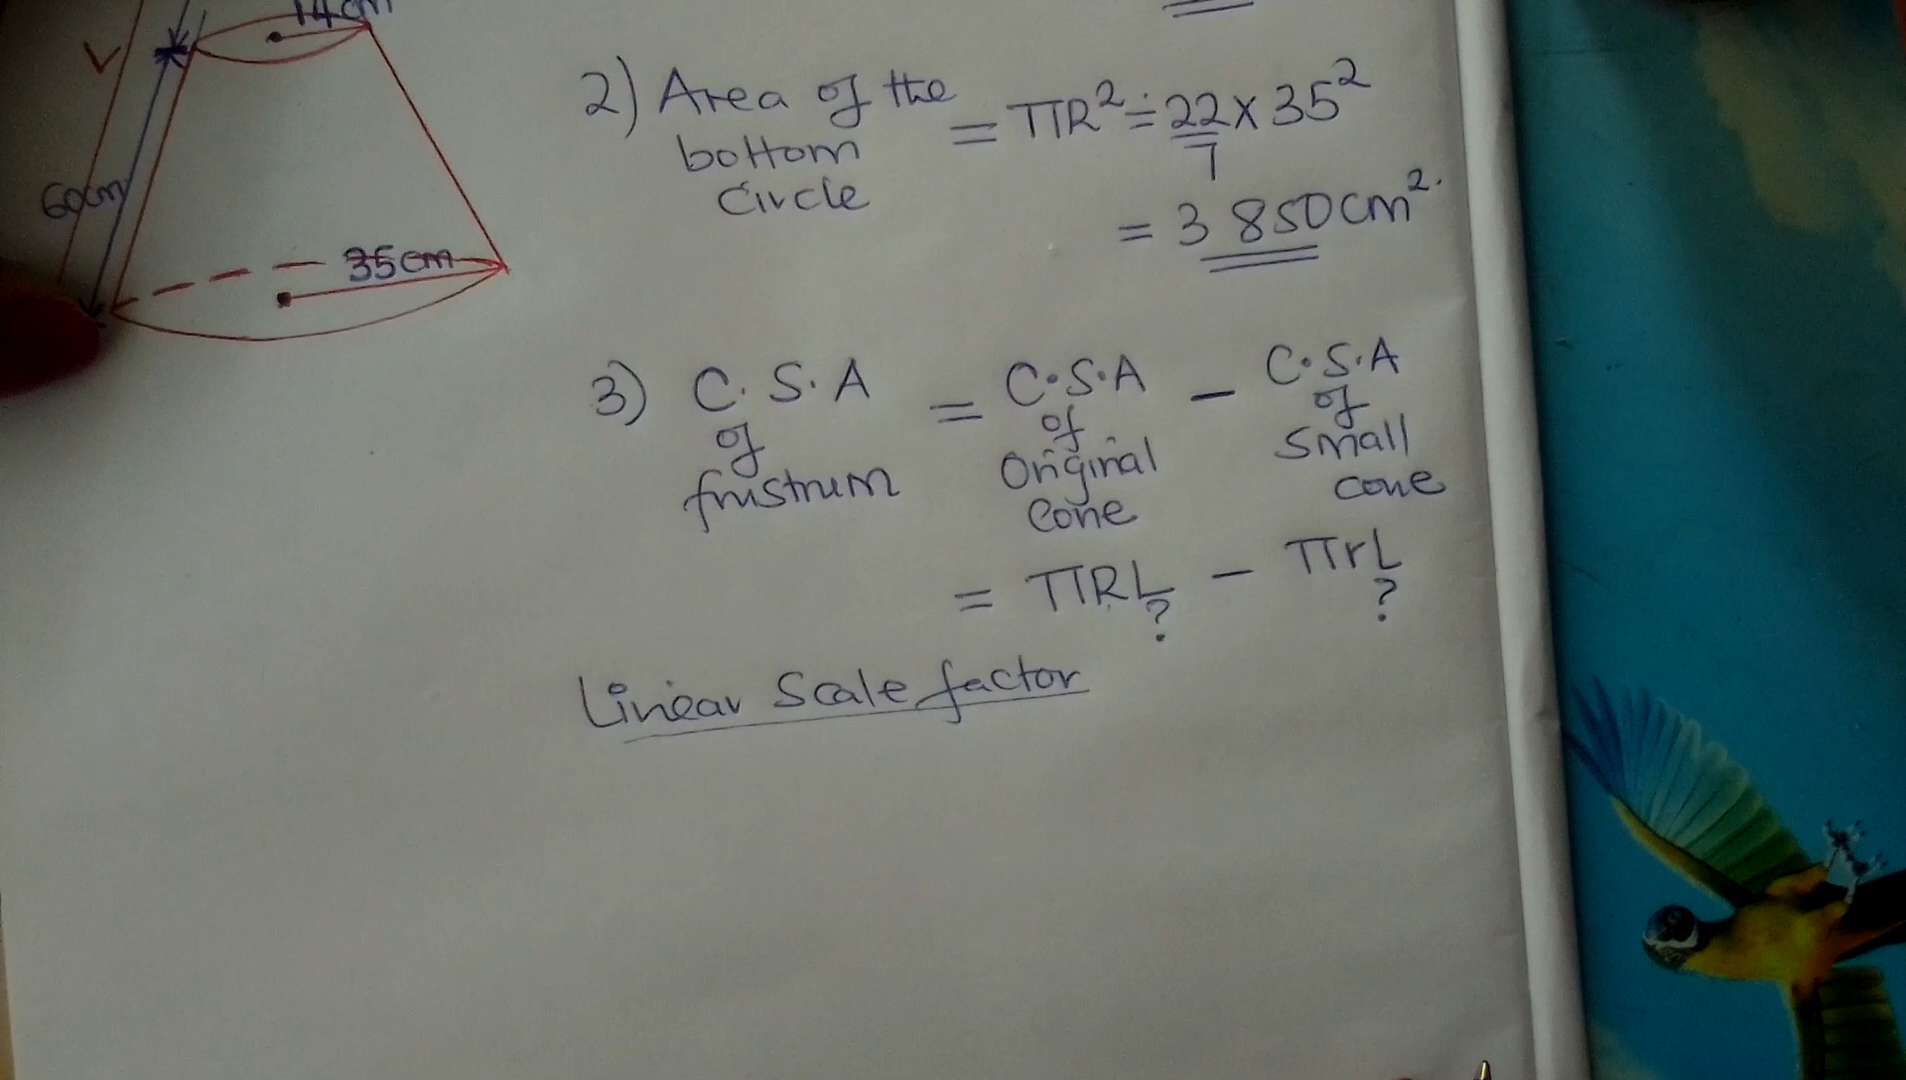 14cm
60cm
35cm
2) Area of the bottom circle = πR² = 22/7 x 35²
= 3 850cm².
3) C.S.A of frustrum = C.S.A of Original Cone − C.S.A of small cone
= πRL − πrL
? ?
Linear Scale factor